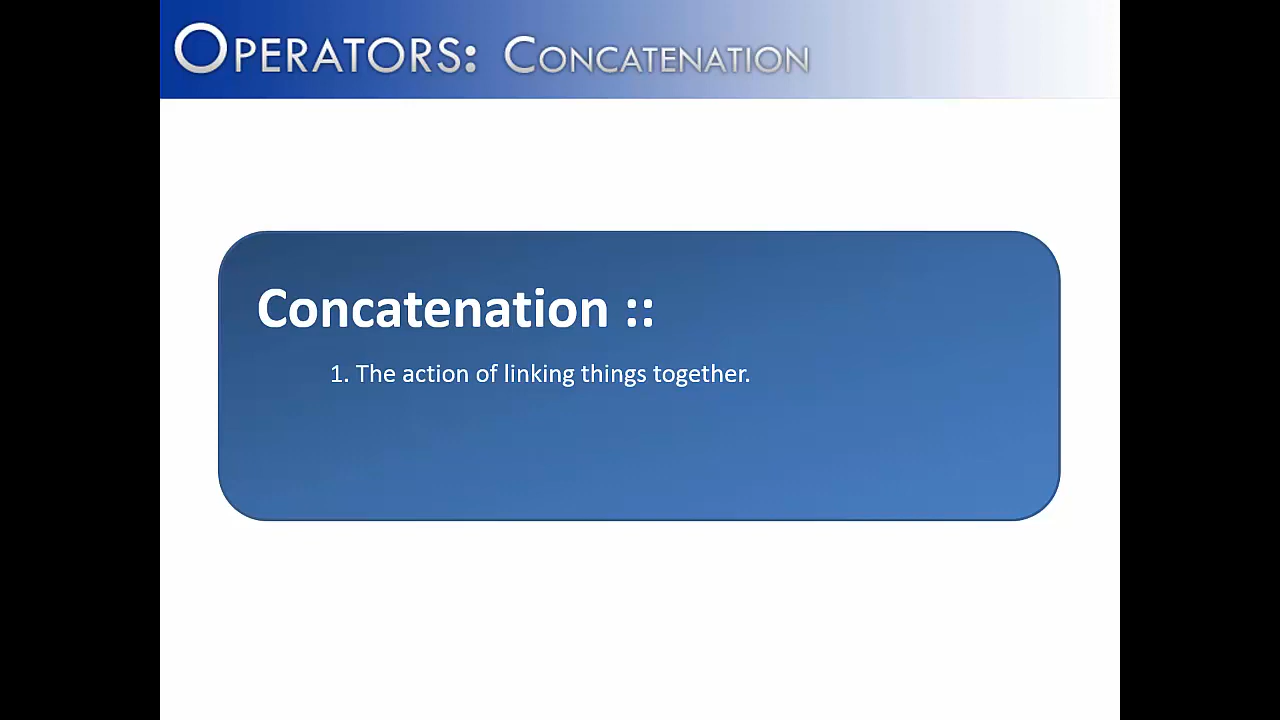 Operators: Concatenation
Concatenation ::
1. The action of linking things together.